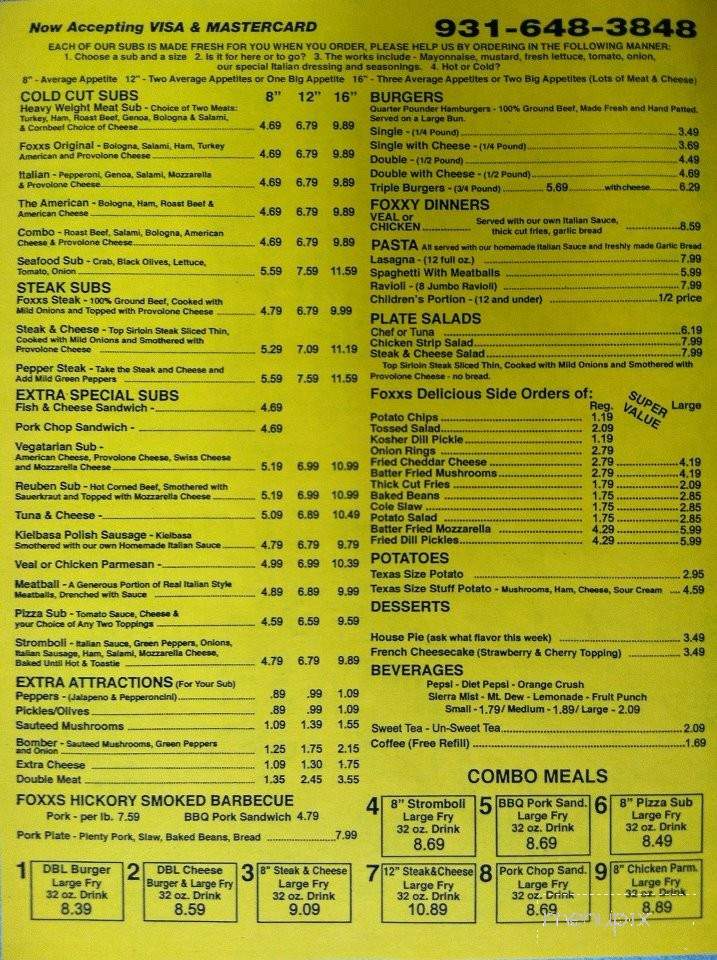 Now Accepting VISA & MASTERCARD 931-648-3848
EACH OF OUR SUBS IS MADE FRESH FOR YOU WHEN YOU ORDER, PLEASE HELP US BY ORDERING IN THE FOLLOWING MANNER:
1. Choose a sub and a size 2. Is it for here or to go? 3. The works include - Mayonnaise, mustard, fresh lettuce, tomato, onion,
our special Italian dressing and seasonings. 4. Hot or Cold?
8" - Average Appetite 12" - Two Average Appetites or One Big Appetite 16" - Three Average Appetites or Two Big Appetites (Lots of Meat & Cheese)
COLD CUT SUBS 8" 12" 16"
Heavy Weight Meat Sub - Choice of Two Meats:
Turkey, Ham, Roast Beef, Genoa, Bologna & Salami,
& Cornbeef Choice of Cheese 4.69 6.79 9.89
Foxxs Original - Bologna, Salami, Ham, Turkey
American and Provolone Cheese 4.69 6.79 9.89
Italian - Pepperoni, Genoa, Salami, Mozzarella
& Provolone Cheese 4.69 6.79 9.89
The American - Bologna, Ham, Roast Beef &
American Cheese 4.69 6.79 9.89
Combo - Roast Beef, Salami, Bologna, American
Cheese & Provolone Cheese 4.69 6.79 9.89
Seafood Sub - Crab, Black Olives, Lettuce,
Tomato, Onion 5.59 7.59 11.59
STEAK SUBS
Foxxs Steak - 100% Ground Beef, Cooked with
Mild Onions and Topped with Provolone Cheese 4.79 6.79 9.99
Steak & Cheese - Top Sirloin Steak Sliced Thin,
Cooked with Mild Onions and Smothered with
Provolone Cheese 5.29 7.09 11.19
Pepper Steak - Take the Steak and Cheese and
Add Mild Green Peppers 5.59 7.59 11.59
EXTRA SPECIAL SUBS
Fish & Cheese Sandwich - 4.69
Pork Chop Sandwich - 4.69
Vegatarian Sub -
American Cheese, Provolone Cheese, Swiss Cheese
and Mozzarella Cheese 5.19 6.99 10.99
Reuben Sub - Hot Corned Beef, Smothered with
Sauerkraut and Topped with Mozzarella Cheese 5.19 6.99 10.99
Tuna & Cheese - 5.09 6.89 10.49
Kielbasa Polish Sausage - Kielbasa
Smothered with our own Homemade Italian Sauce 4.79 6.79 9.79
Veal or Chicken Parmesan - 4.99 6.99 10.39
Meatball - A Generous Portion of Real Italian Style
Meatballs, Drenched with Sauce 4.89 6.89 9.99
Pizza Sub - Tomato Sauce, Cheese &
your Choice of Any Two Toppings 4.59 6.59 9.59
Stromboli - Italian Sauce, Green Peppers, Onions,
Italian Sausage, Ham, Salami, Mozzarella Cheese,
Baked Until Hot & Toastie 4.79 6.79 9.89
EXTRA ATTRACTIONS (For Your Sub)
Peppers - (Jalapeno & Pepperoncini) .89 .99 1.09
Pickles/Olives .89 .99 1.09
Sauteed Mushrooms 1.09 1.39 1.55
Bomber - Sauteed Mushrooms, Green Peppers
and Onion 1.25 1.75 2.15
Extra Cheese 1.09 1.30 1.75
Double Meat 1.35 2.45 3.55
FOXXS HICKORY SMOKED BARBECUE
Pork - per lb. 7.59 BBQ Pork Sandwich 4.79
Pork Plate - Plenty Pork, Slaw, Baked Beans, Bread 7.99
BURGERS
Quarter Pounder Hamburgers - 100% Ground Beef, Made Fresh and Hand Patted.
Served on a Large Bun.
Single - (1/4 Pound) 3.49
Single with Cheese - (1/4 Pound) 3.69
Double - (1/2 Pound) 4.49
Double with Cheese - (1/2 Pound) 4.69
Triple Burgers - (3/4 Pound) 5.69 with cheese 6.29
FOXXY DINNERS
VEAL or
CHICKEN Served with our own Italian Sauce,
thick cut fries, garlic bread 8.59
PASTA All served with our homemade Italian Sauce and freshly made Garlic Bread
Lasagna - (12 full oz.) 7.99
Spaghetti With Meatballs 5.99
Ravioli - (8 Jumbo Ravioli) 7.99
Children's Portion - (12 and under) 1/2 price
PLATE SALADS
Chef or Tuna 6.19
Chicken Strip Salad 7.99
Steak & Cheese Salad 7.99
Top Sirloin Steak Sliced Thin, Cooked with Mild Onions and Smothered with
Provolone Cheese - no bread.
Foxxs Delicious Side Orders of: SUPER VALUE
Reg. Large
Potato Chips 1.19
Tossed Salad 2.09
Kosher Dill Pickle 1.19
Onion Rings 2.79
Fried Cheddar Cheese 2.79 4.19
Batter Fried Mushrooms 2.79 4.19
Thick Cut Fries 1.79 2.09
Baked Beans 1.75 2.85
Cole Slaw 1.75 2.85
Potato Salad 1.75 2.85
Batter Fried Mozzarella 4.29 5.99
Fried Dill Pickles 4.29 5.99
POTATOES
Texas Size Potato 2.95
Texas Size Stuff Potato - Mushrooms, Ham, Cheese, Sour Cream 4.59
DESSERTS
House Pie (ask what flavor this week) 3.49
French Cheesecake (Strawberry & Cherry Topping) 3.49
BEVERAGES
Pepsi - Diet Pepsi - Orange Crush
Sierra Mist - Mt. Dew - Lemonade - Fruit Punch
Small - 1.79/ Medium - 1.89/ Large - 2.09
Sweet Tea - Un-Sweet Tea 2.09
Coffee (Free Refill) 1.69
COMBO MEALS
4 8" Stromboli
Large Fry
32 oz. Drink
8.69
5 BBQ Pork Sand.
Large Fry
32 oz. Drink
8.69
6 8" Pizza Sub
Large Fry
32 oz. Drink
8.49
1 DBL Burger
Large Fry
32 oz. Drink
8.39
2 DBL Cheese
Burger & Large Fry
32 oz. Drink
8.59
3 8" Steak & Cheese
Large Fry
32 oz. Drink
9.09
7 12" Steak&Cheese
Large Fry
32 oz. Drink
10.89
8 Pork Chop Sand.
Large Fry
32 oz. Drink
8.69
9 8" Chicken Parm.
Large Fry
32 oz. Drink
8.89
menupix